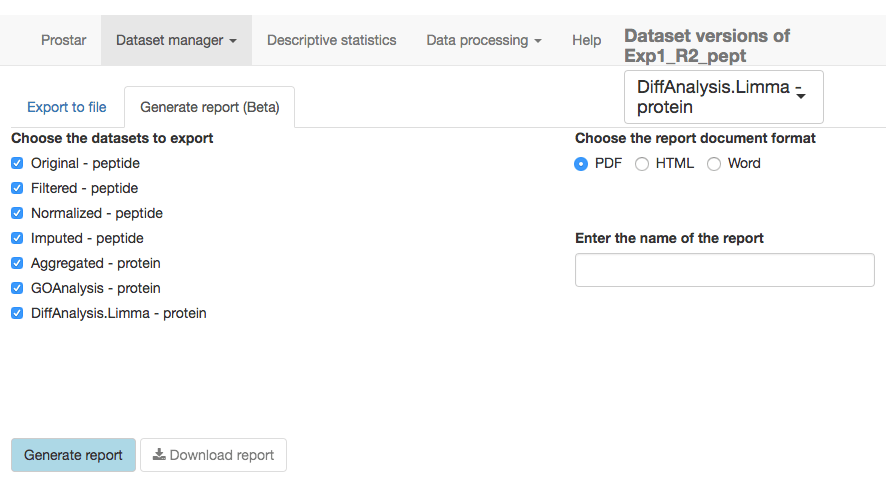 Prostar Dataset manager Descriptive statistics Data processing Help
Dataset versions of
Exp1_R2_pept
DiffAnalysis.Limma -
protein
Export to file Generate report (Beta)
Choose the datasets to export
Original - peptide
Filtered - peptide
Normalized - peptide
Imputed - peptide
Aggregated - protein
GOAnalysis - protein
DiffAnalysis.Limma - protein
Choose the report document format
PDF HTML Word
Enter the name of the report
Generate report Download report